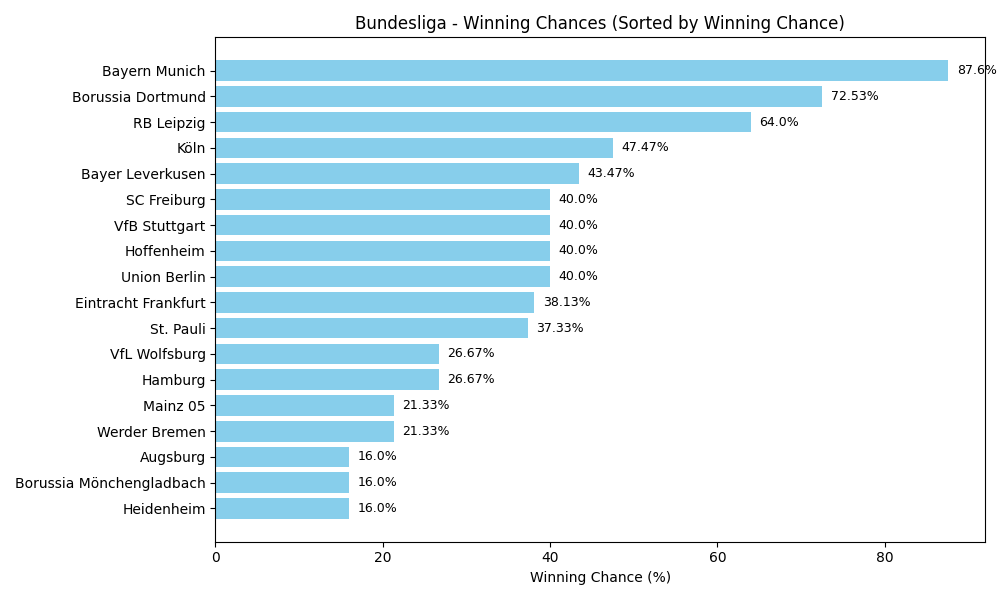 Bundesliga - Winning Chances (Sorted by Winning Chance)
Bayern Munich 87.6%
Borussia Dortmund 72.53%
RB Leipzig 64.0%
Köln 47.47%
Bayer Leverkusen 43.47%
SC Freiburg 40.0%
VfB Stuttgart 40.0%
Hoffenheim 40.0%
Union Berlin 40.0%
Eintracht Frankfurt 38.13%
St. Pauli 37.33%
VfL Wolfsburg 26.67%
Hamburg 26.67%
Mainz 05 21.33%
Werder Bremen 21.33%
Augsburg 16.0%
Borussia Mönchengladbach 16.0%
Heidenheim 16.0%
0 20 40 60 80
Winning Chance (%)